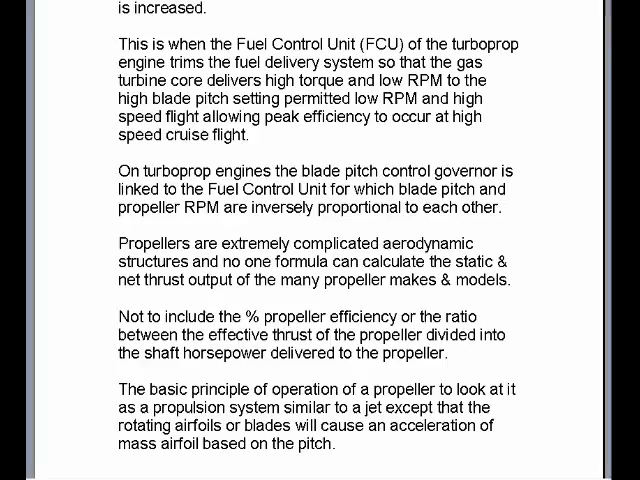 is increased.
This is when the Fuel Control Unit (FCU) of the turboprop
engine trims the fuel delivery system so that the gas
turbine core delivers high torque and low RPM to the
high blade pitch setting permitted low RPM and high
speed flight allowing peak efficiency to occur at high
speed cruise flight.
On turboprop engines the blade pitch control governor is
linked to the Fuel Control Unit for which blade pitch and
propeller RPM are inversely proportional to each other.
Propellers are extremely complicated aerodynamic
structures and no one formula can calculate the static &
net thrust output of the many propeller makes & models.
Not to include the % propeller efficiency or the ratio
between the effective thrust of the propeller divided into
the shaft horsepower delivered to the propeller.
The basic principle of operation of a propeller to look at it
as a propulsion system similar to a jet except that the
rotating airfoils or blades will cause an acceleration of
mass airfoil based on the pitch.